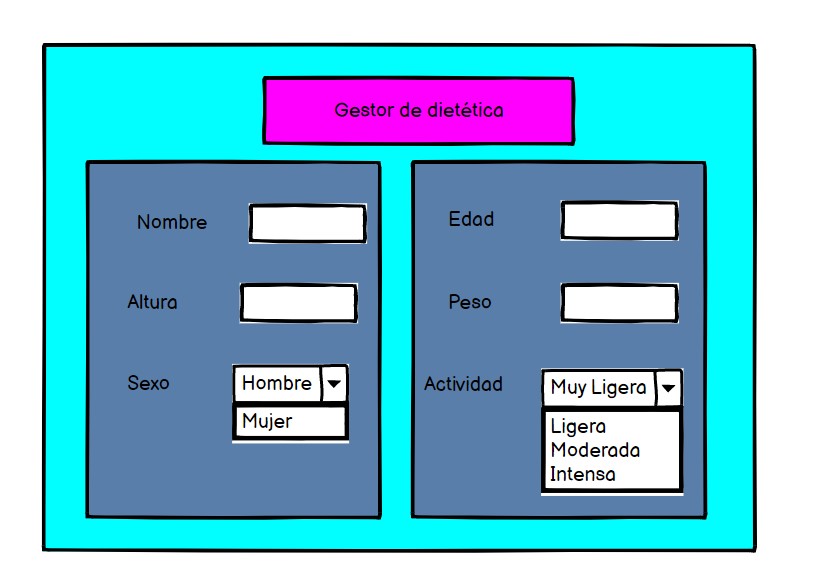 Gestor de dietética
Nombre
Altura
Sexo
Hombre
Mujer
Edad
Peso
Actividad
Muy Ligera
Ligera
Moderada
Intensa